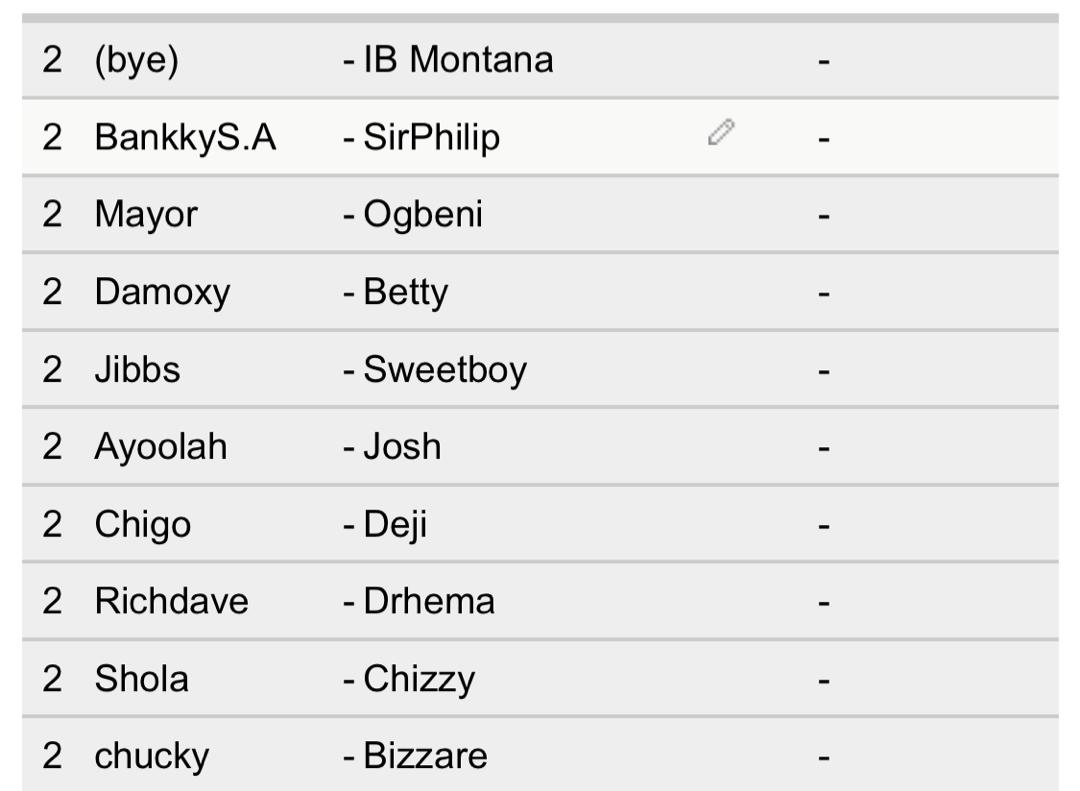 2 (bye) - IB Montana -
2 BankkyS.A - SirPhilip -
2 Mayor - Ogbeni -
2 Damoxy - Betty -
2 Jibbs - Sweetboy -
2 Ayoolah - Josh -
2 Chigo - Deji -
2 Richdave - Drhema -
2 Shola - Chizzy -
2 chucky - Bizzare -